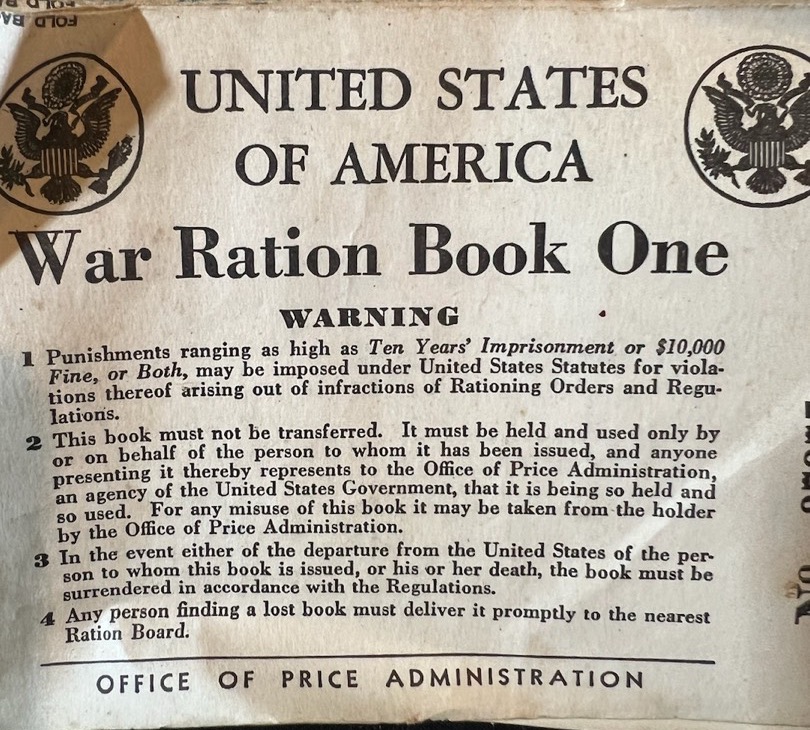 FOLD BA
UNITED STATES
OF AMERICA
War Ration Book One
WARNING
1 Punishments ranging as high as Ten Years' Imprisonment or $10,000
Fine, or Both, may be imposed under United States Statutes for viola-
tions thereof arising out of infractions of Rationing Orders and Regu-
lations.
2 This book must not be transferred. It must be held and used only by
or on behalf of the person to whom it has been issued, and anyone
presenting it thereby represents to the Office of Price Administration,
an agency of the United States Government, that it is being so held and
so used. For any misuse of this book it may be taken from the holder
by the Office of Price Administration.
3 In the event either of the departure from the United States of the per-
son to whom this book is issued, or his or her death, the book must be
surrendered in accordance with the Regulations.
4 Any person finding a lost book must deliver it promptly to the nearest
Ration Board.
OFFICE OF PRICE ADMINISTRATION
No